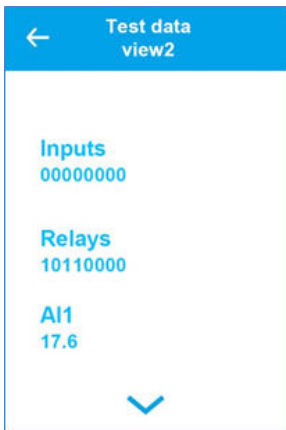 Test data
view2
Inputs
00000000
Relays
10110000
AI1
17.6